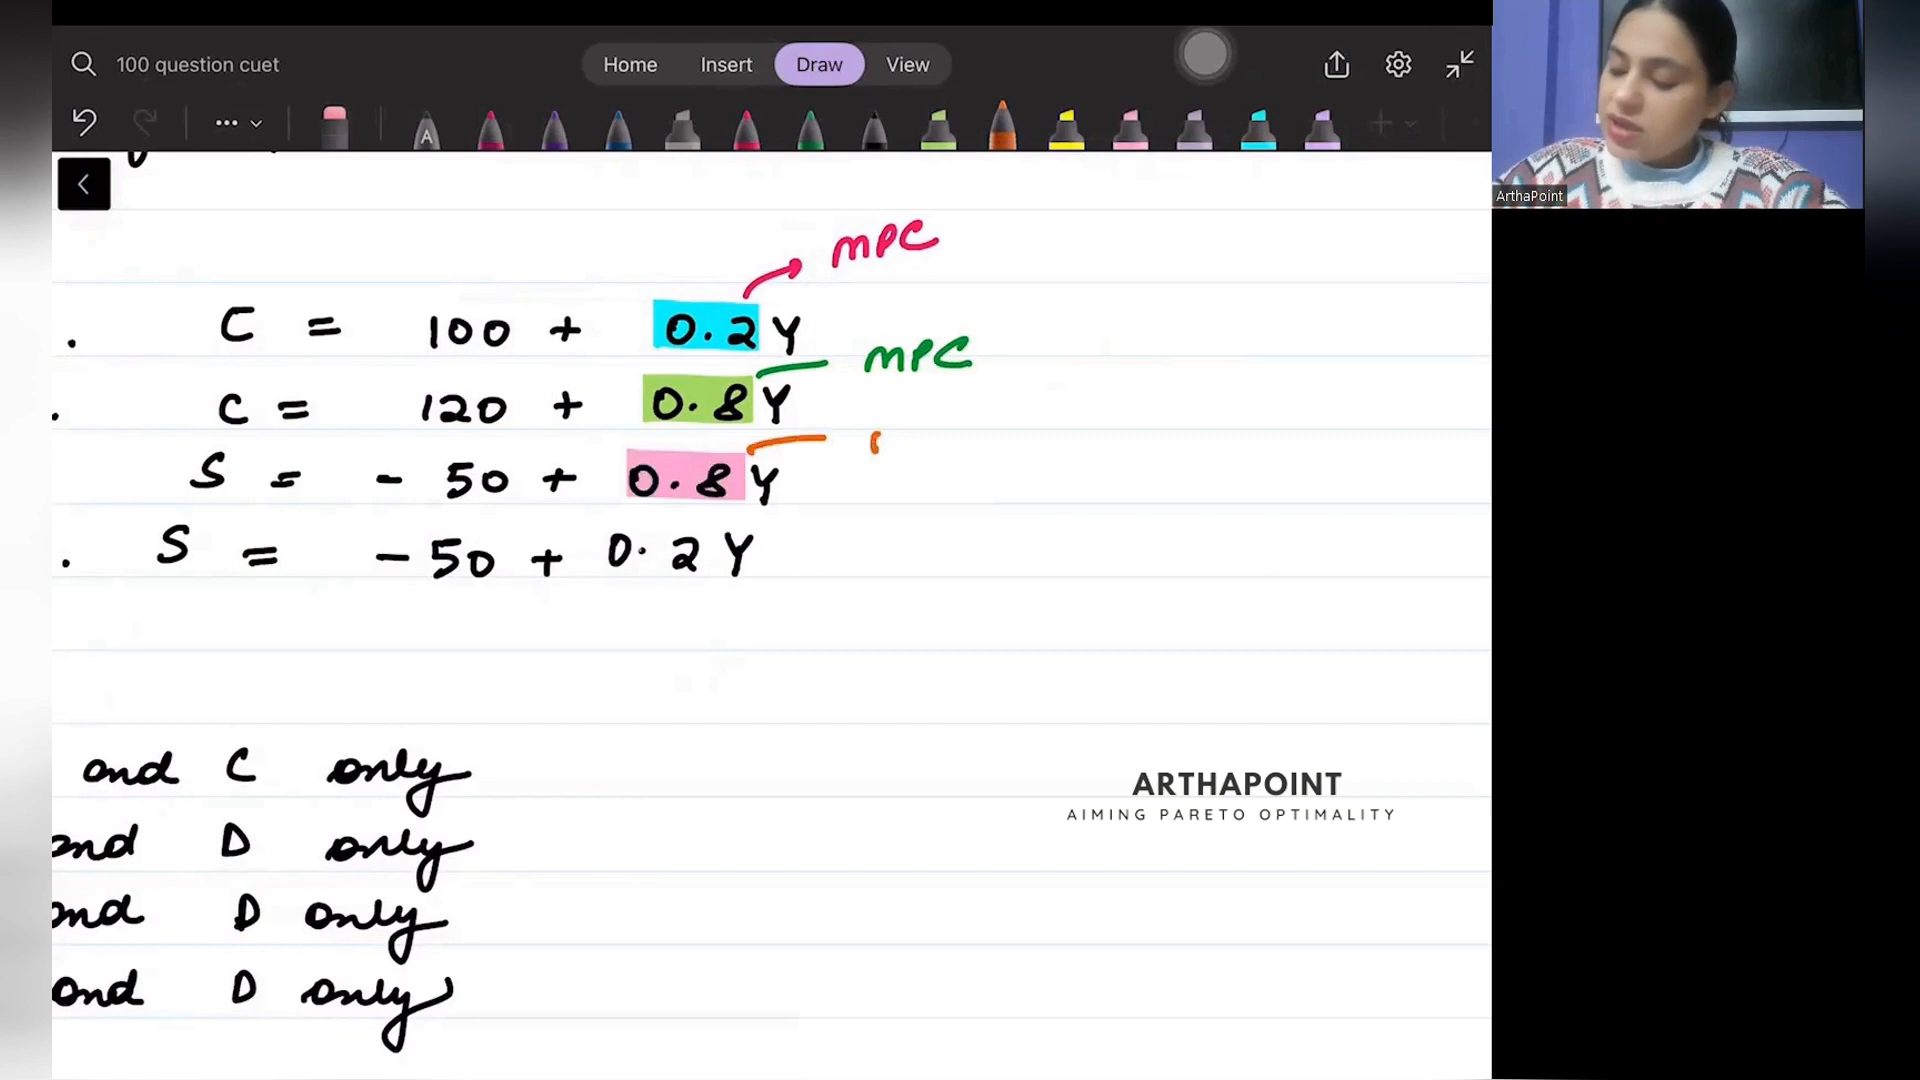 100 question cuet
Home Insert Draw View
A
ArthaPoint
MPC
. C = 100 + 0.2Y
MPC
. C = 120 + 0.8Y
S = - 50 + 0.8Y
. S = - 50 + 0.2Y
and C only
and D only
and D only
and D only
ARTHAPOINT
AIMING PARETO OPTIMALITY